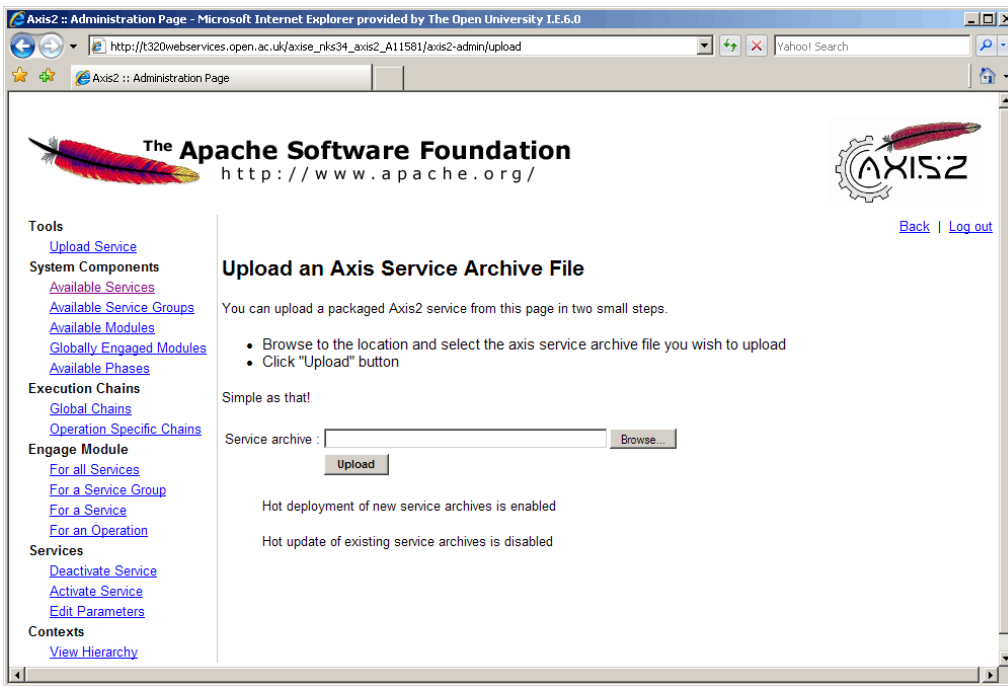 Axis2 :: Administration Page - Microsoft Internet Explorer provided by The Open University I.E.6.0
http://t320webservices.open.ac.uk/axise_nks34_axis2_A11581/axis2-admin/upload
Yahoo! Search
Axis2 :: Administration Page
The Apache Software Foundation
http://www.apache.org/
AXIS2
Back | Log out
Tools
Upload Service
System Components
Available Services
Available Service Groups
Available Modules
Globally Engaged Modules
Available Phases
Execution Chains
Global Chains
Operation Specific Chains
Engage Module
For all Services
For a Service Group
For a Service
For an Operation
Services
Deactivate Service
Activate Service
Edit Parameters
Contexts
View Hierarchy
Upload an Axis Service Archive File
You can upload a packaged Axis2 service from this page in two small steps.
• Browse to the location and select the axis service archive file you wish to upload
• Click "Upload" button
Simple as that!
Service archive : Browse...
Upload
Hot deployment of new service archives is enabled
Hot update of existing service archives is disabled